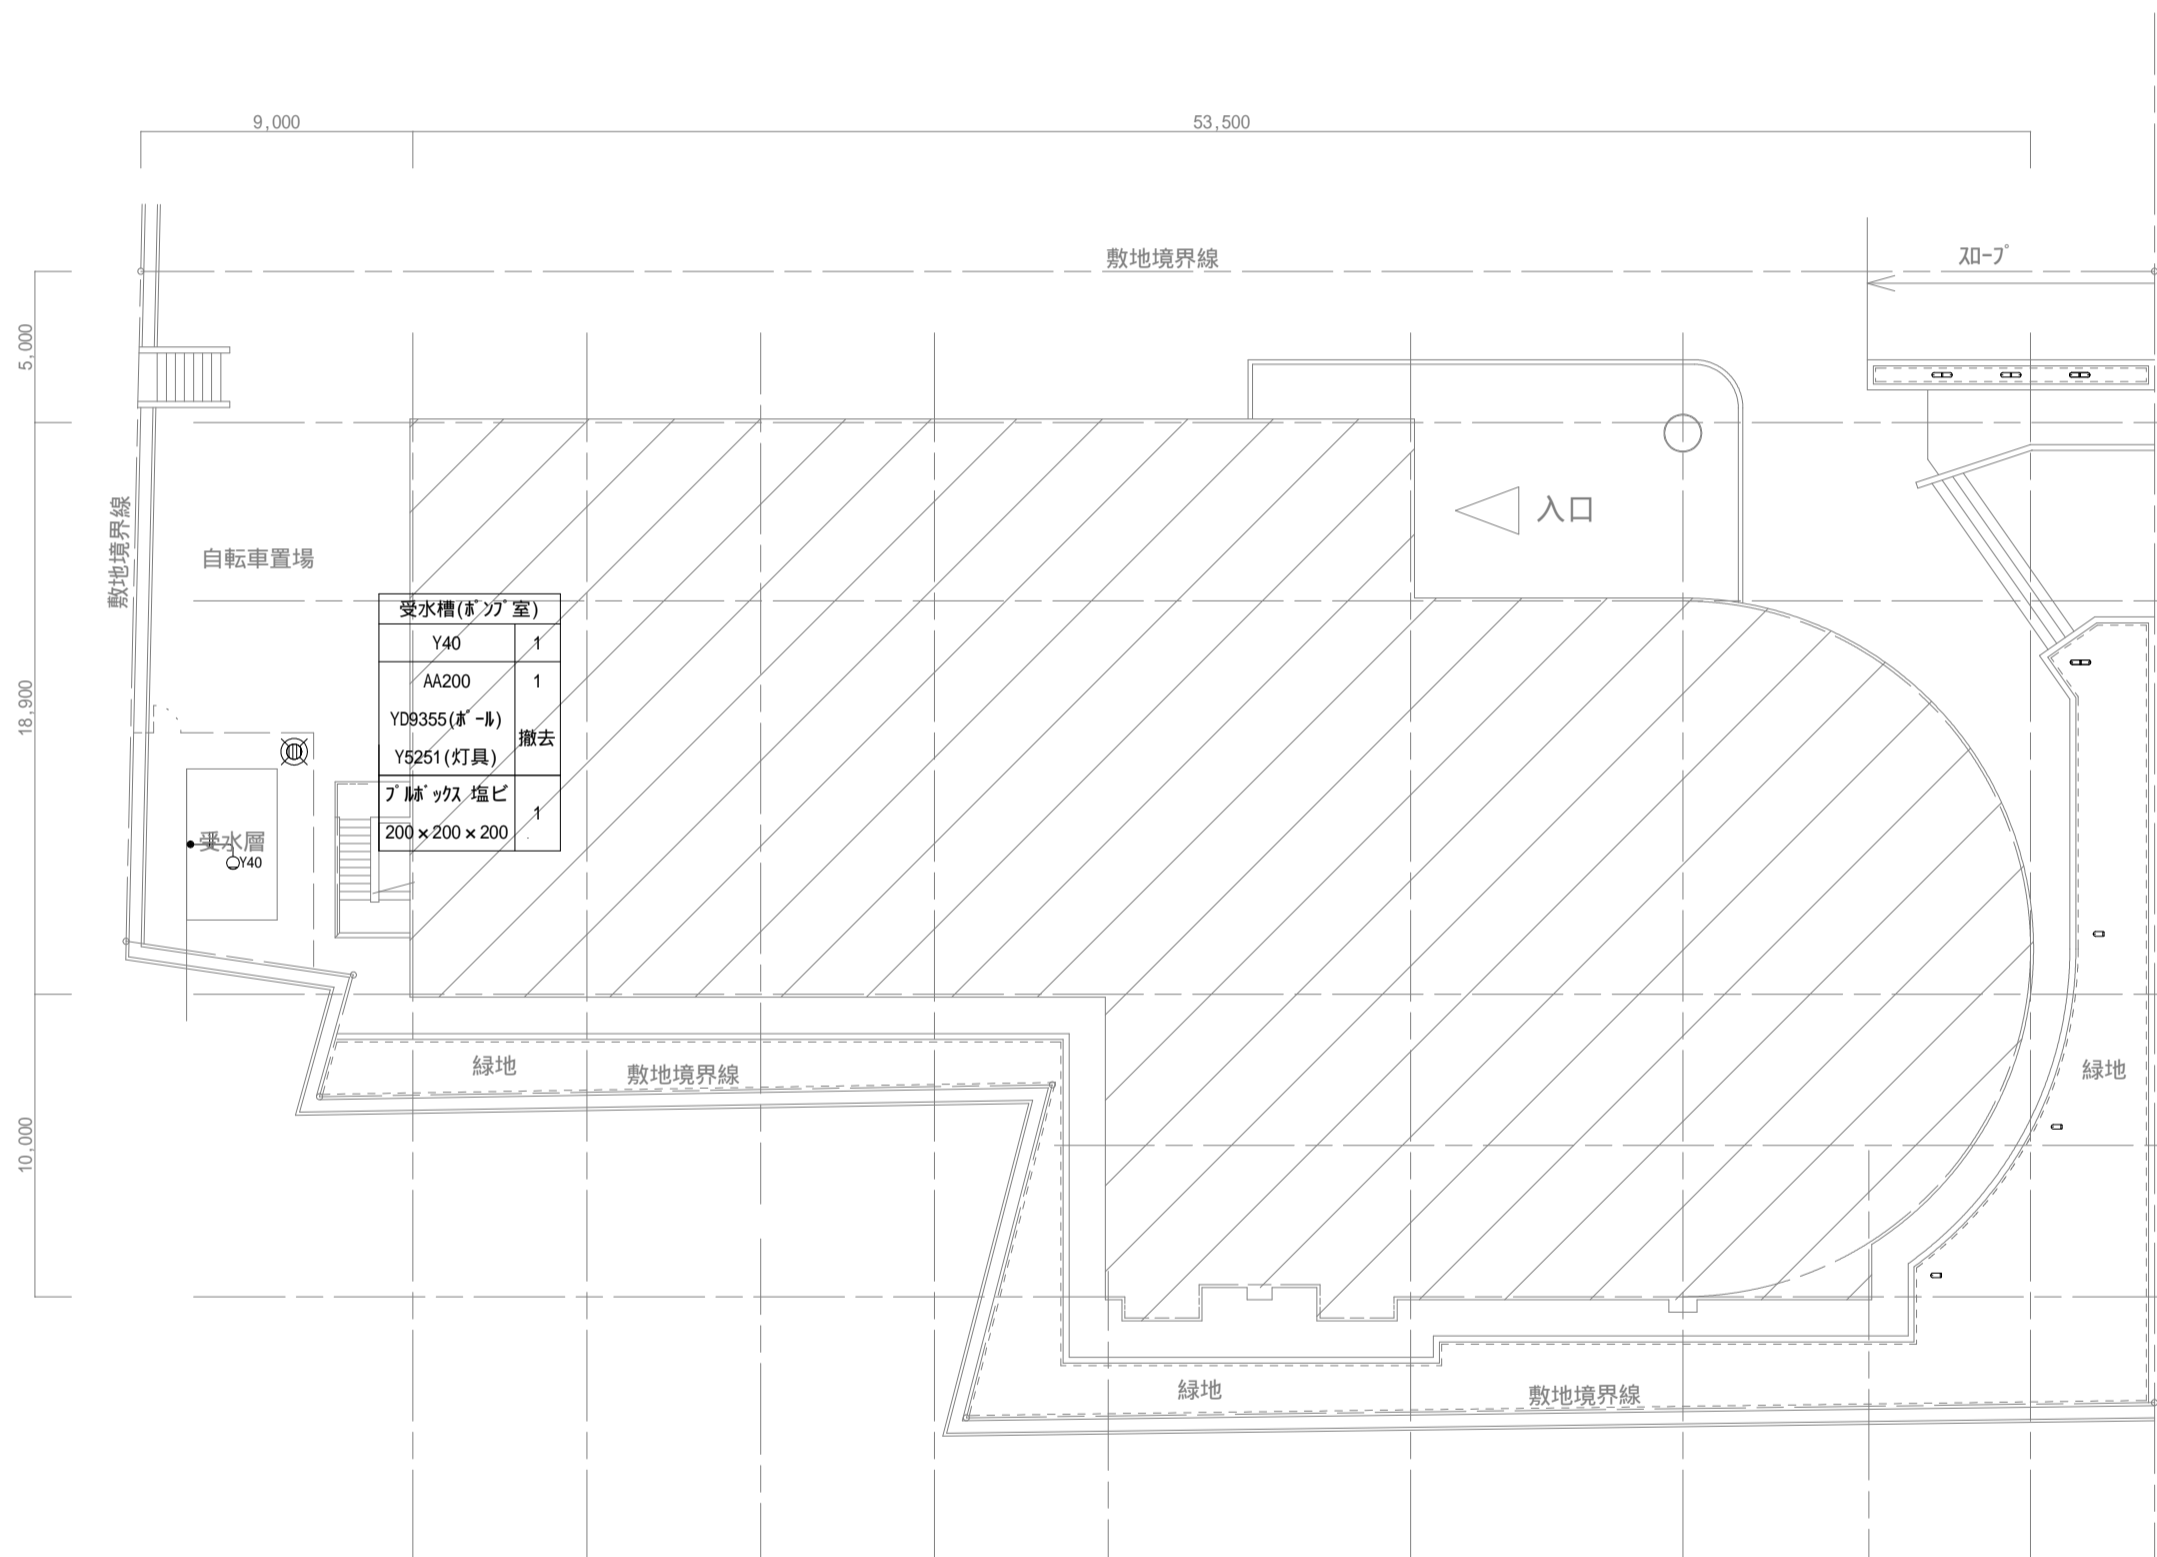 9,000
53,500
敷地境界線
ｽﾛｰﾌﾟ
5,000
入口
敷地境界線
自転車置場
受水槽(ﾎﾟﾝﾌﾟ室)
Y40 1
AA200 1
YD9355(ﾎﾟｰﾙ)
撤去
Y5251(灯具)
ﾌﾟﾙﾎﾞｯｸｽ 塩ビ
1
200×200×200
18,900
受水層
Y40
緑地
敷地境界線
緑地
10,000
緑地
敷地境界線